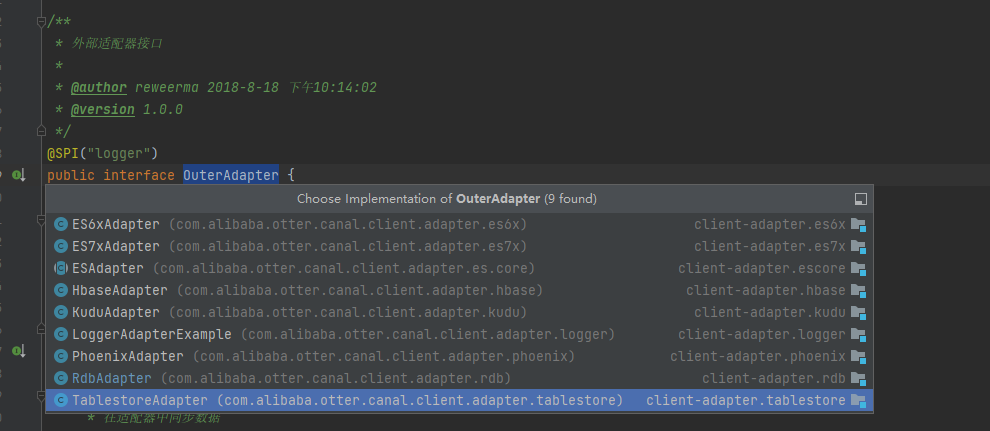 /**
* 外部适配器接口
*
* @author reweerma 2018-8-18 下午10:14:02
* @version 1.0.0
*/
@SPI("logger")
public interface OuterAdapter {
Choose Implementation of OuterAdapter (9 found)
ES6xAdapter (com.alibaba.otter.canal.client.adapter.es6x) client-adapter.es6x
ES7xAdapter (com.alibaba.otter.canal.client.adapter.es7x) client-adapter.es7x
ESAdapter (com.alibaba.otter.canal.client.adapter.es.core) client-adapter.escore
HbaseAdapter (com.alibaba.otter.canal.client.adapter.hbase) client-adapter.hbase
KuduAdapter (com.alibaba.otter.canal.client.adapter.kudu) client-adapter.kudu
LoggerAdapterExample (com.alibaba.otter.canal.client.adapter.logger) client-adapter.logger
PhoenixAdapter (com.alibaba.otter.canal.client.adapter.phoenix) client-adapter.phoenix
RdbAdapter (com.alibaba.otter.canal.client.adapter.rdb) client-adapter.rdb
TablestoreAdapter (com.alibaba.otter.canal.client.adapter.tablestore) client-adapter.tablestore
* 往适配器中同步数据